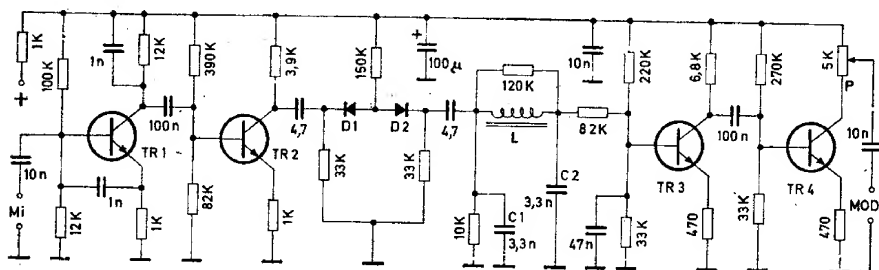 1K
+
100K
1n
12K
390K
3,9K
150K
+
100µ
10n
120K
220K
6,8K
270K
5K
P
100n
4,7
D1
D2
4,7
L
82K
100n
10n
TR1
TR2
TR3
TR4
10n
Mi
1n
12K
1K
82K
1K
33K
33K
10K
C1
3,3n
C2
3,3n
47n
33K
470
33K
470
MOD